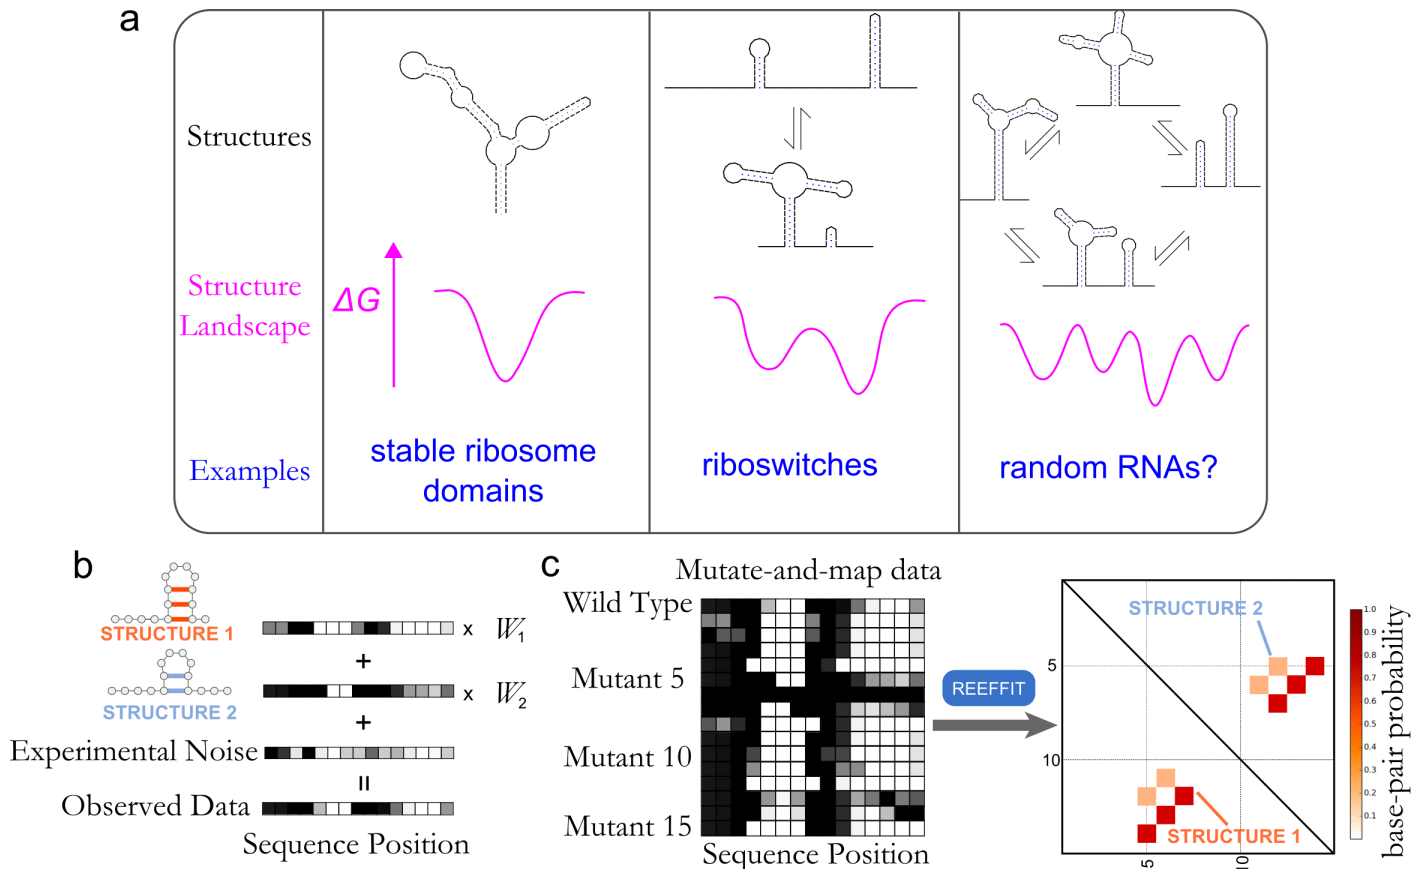 a
Structures
Structure
Landscape
ΔG
Examples
stable ribosome
domains
riboswitches
random RNAs?
b
STRUCTURE 1
x W1
+
STRUCTURE 2
x W2
+
Experimental Noise
=
Observed Data
Sequence Position
c
Mutate-and-map data
Wild Type
Mutant 5
Mutant 10
Mutant 15
Sequence Position
REEFFIT
STRUCTURE 2
STRUCTURE 1
5
10
5
10
1.0
0.9
0.8
0.7
0.6
0.5
0.4
0.3
0.2
0.1
base-pair probability